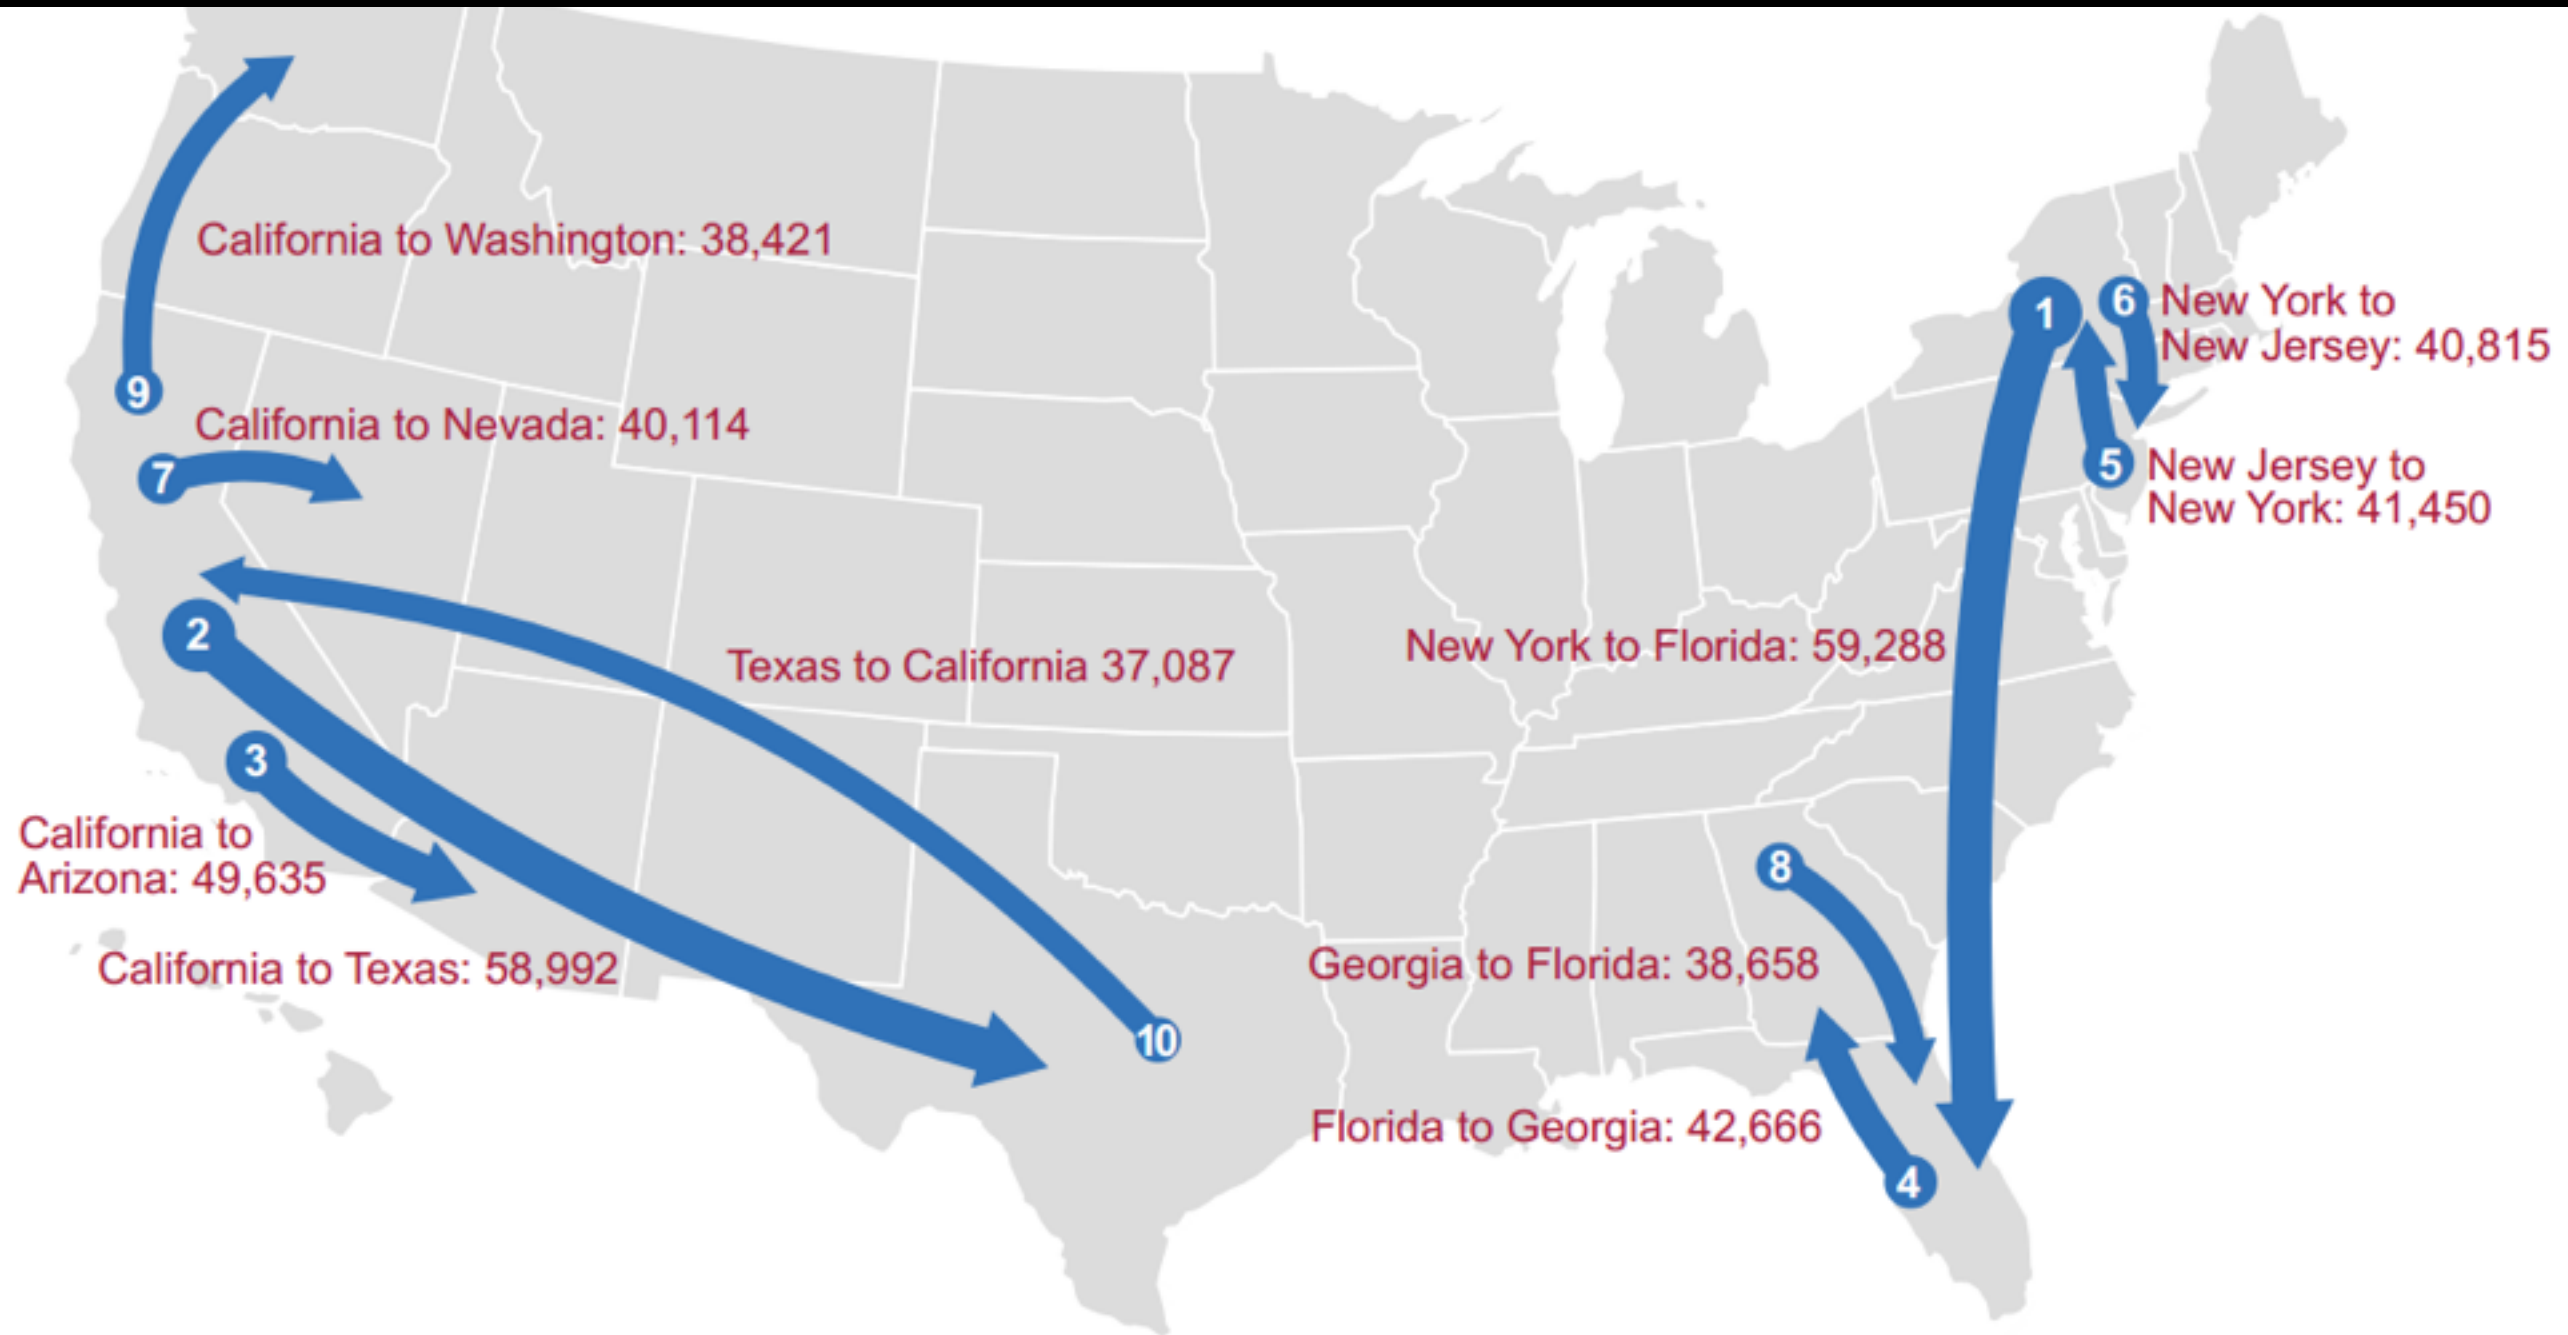 California to Washington: 38,421
9
California to Nevada: 40,114
7
2
Texas to California 37,087
3
California to
Arizona: 49,635
California to Texas: 58,992
10
1
6
New York to
New Jersey: 40,815
5
New Jersey to
New York: 41,450
New York to Florida: 59,288
8
Georgia to Florida: 38,658
Florida to Georgia: 42,666
4